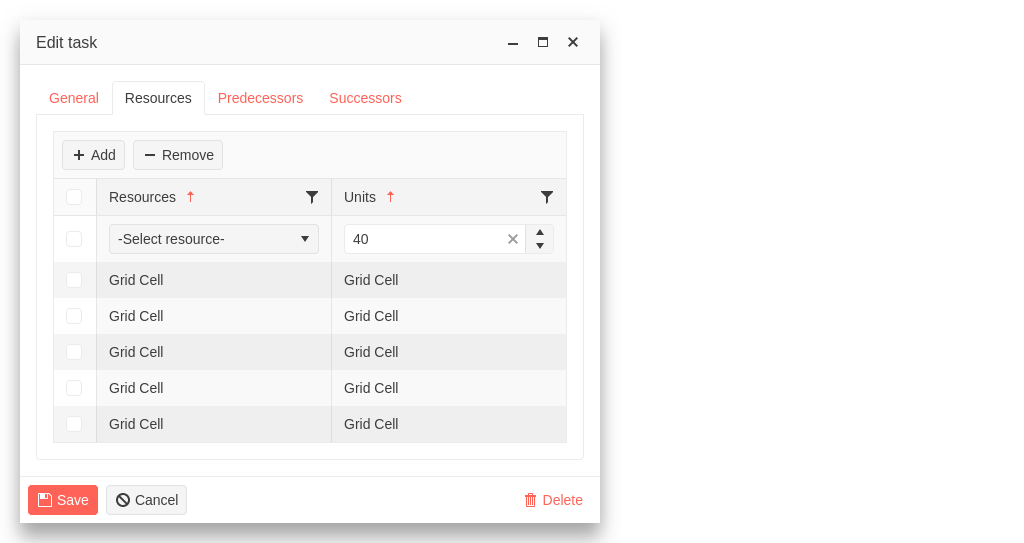 Edit task
General Resources Predecessors Successors
Add Remove
Resources Units
-Select resource- 40
Grid Cell Grid Cell
Grid Cell Grid Cell
Grid Cell Grid Cell
Grid Cell Grid Cell
Grid Cell Grid Cell
Save Cancel Delete